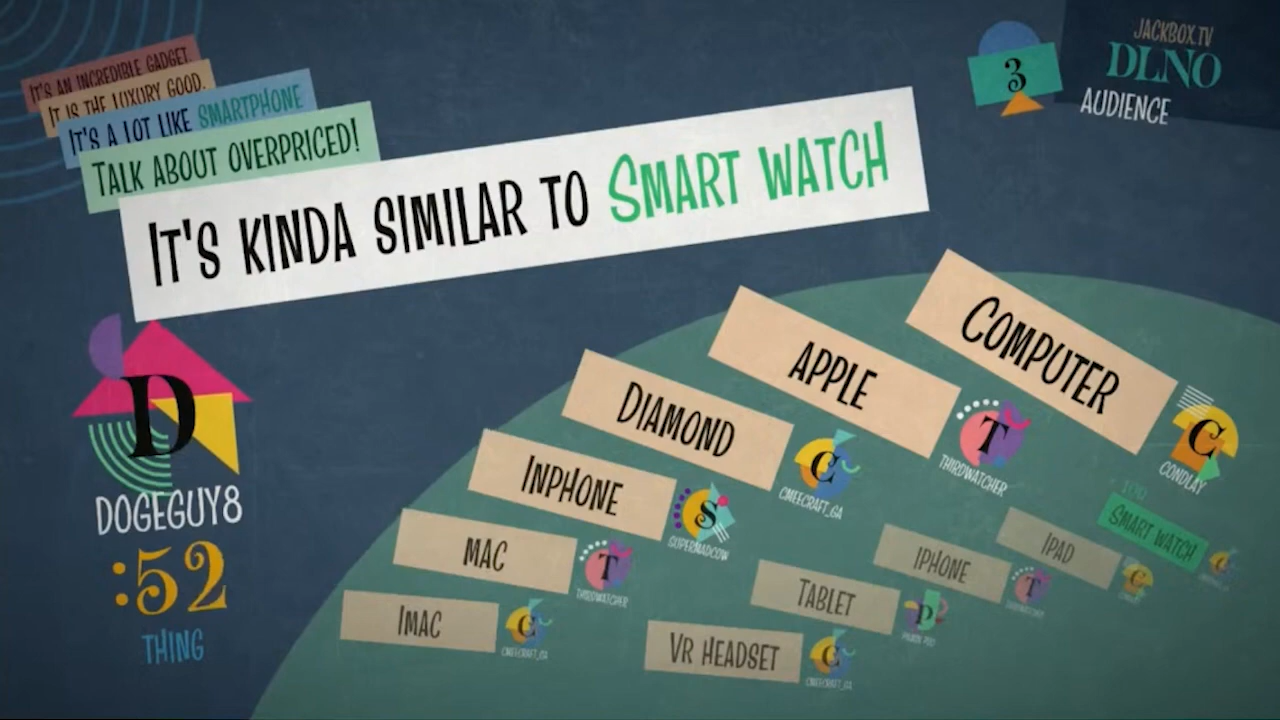 IT'S AN INCREDIBLE GADGET.
IT IS THE LUXURY GOOD.
IT'S A LOT LIKE SMARTPHONE
TALK ABOUT OVERPRICED!
IT'S KINDA SIMILAR TO SMART WATCH
3
JACKBOX.TV
DLNO
AUDIENCE
D
DOGEGUY8
:52
THING
COMPUTER
C
CONDLAY
APPLE
T
THIRDWATCHER
DIAMOND
C
CMEECRAFT_GA
INPHONE
S
SUPERMADCOW
MAC
T
THIRDWATCHER
IMAC
C
CMEECRAFT_GA
SMART WATCH
C
IPAD
C
CONDLAY
IPHONE
T
THIRDWATCHER
TABLET
P
VR HEADSET
C
CMEECRAFT_GA